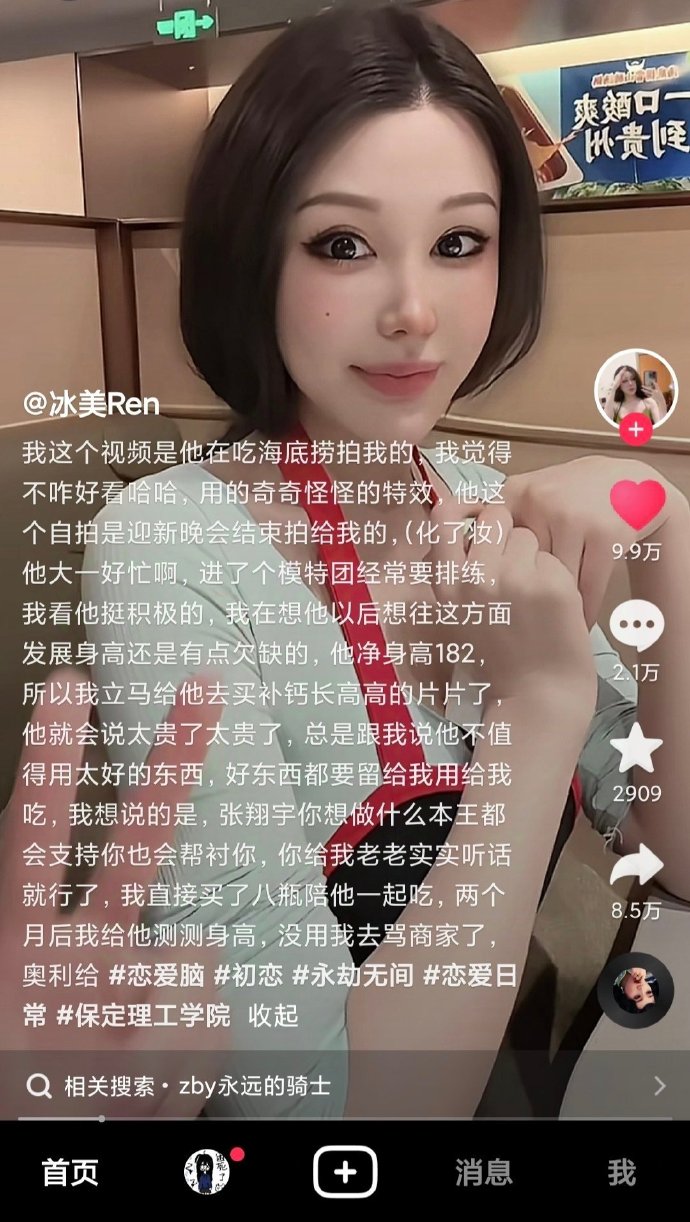 一口酸爽
到贵州
@冰美Ren
我这个视频是他在吃海底捞拍我的，我觉得
不咋好看哈哈，用的奇奇怪怪的特效，他这
个自拍是迎新晚会结束拍给我的，（化了妆）
他大一好忙啊，进了个模特团经常要排练，
我看他挺积极的，我在想他以后想往这方面
发展身高还是有点欠缺的，他净身高182，
所以我立马给他去买补钙长高高的片片了，
他就会说太贵了太贵了，总是跟我说他不值
得用太好的东西，好东西都要留给我用给我
吃，我想说的是，张翔宇你想做什么本王都
会支持你也会帮衬你，你给我老老实实听话
就行了，我直接买了八瓶陪他一起吃，两个
月后我给他测测身高，没用我去骂商家了，
奥利给 #恋爱脑 #初恋 #永劫无间 #恋爱日
常 #保定理工学院 收起
9.9万
2.1万
2909
8.5万
相关搜索·zby永远的骑士
首页
消息
我